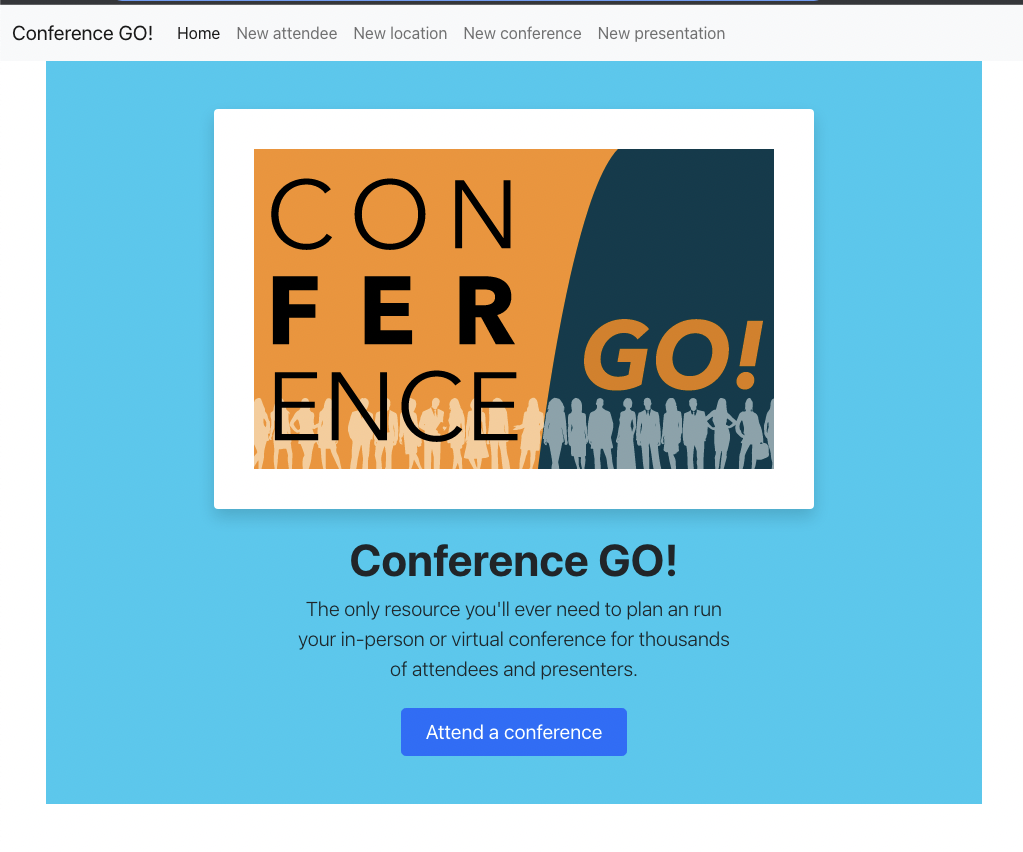 Conference GO! Home New attendee New location New conference New presentation
CON
FER
ENCE
GO!
Conference GO!
The only resource you'll ever need to plan an run
your in-person or virtual conference for thousands
of attendees and presenters.
Attend a conference